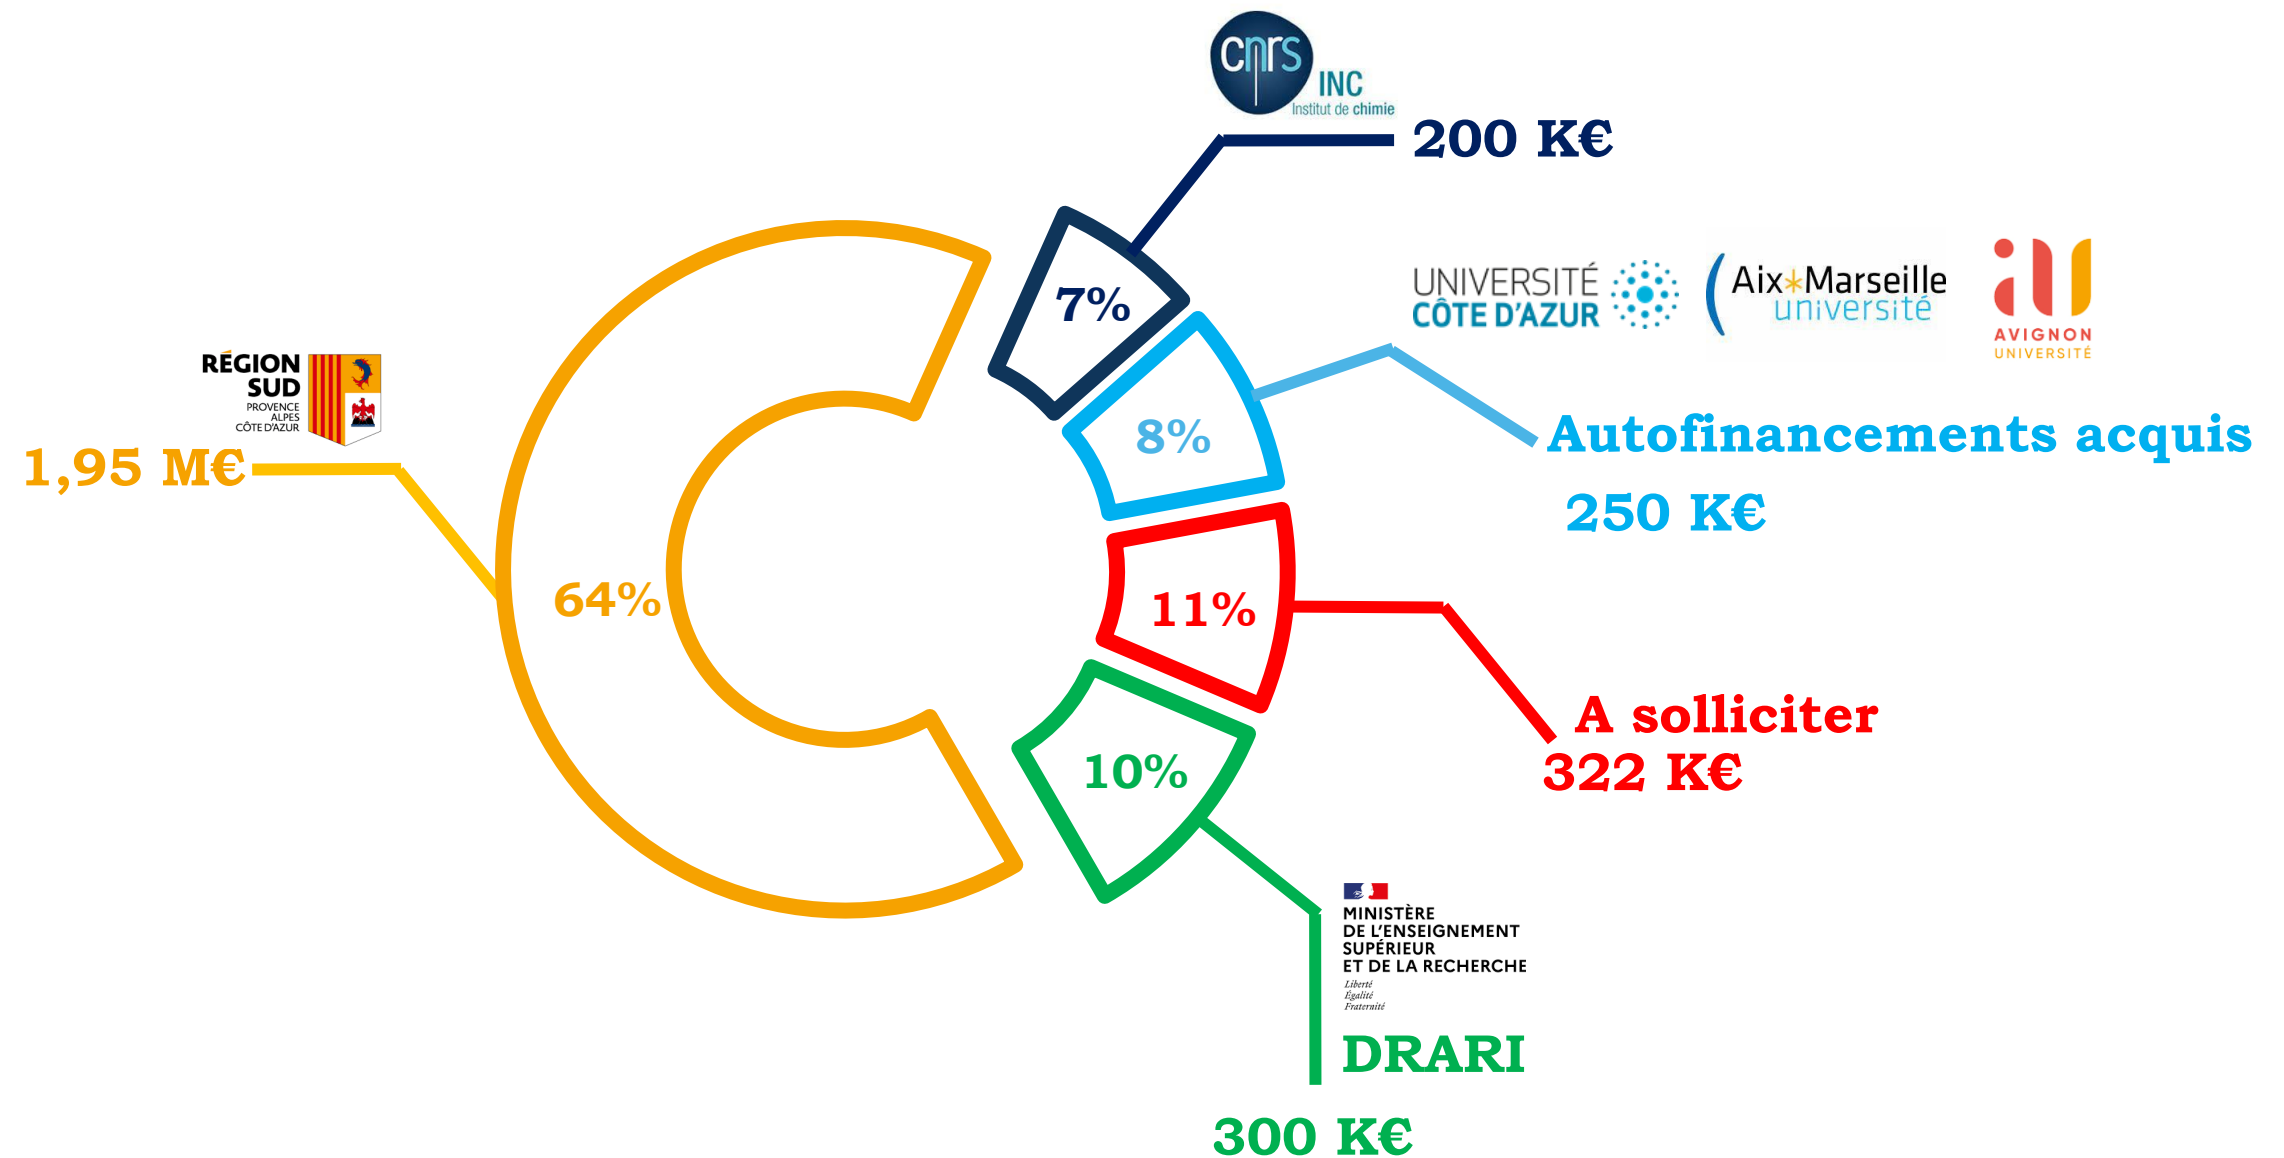 cnrs
INC
Institut de chimie
200 K€
7%
UNIVERSITÉ
CÔTE D'AZUR
Aix*Marseille
université
AVIGNON
UNIVERSITÉ
8%
Autofinancements acquis
250 K€
RÉGION
SUD
PROVENCE
ALPES
CÔTE D'AZUR
1,95 M€
64%
11%
A solliciter
322 K€
10%
MINISTÈRE
DE L'ENSEIGNEMENT
SUPÉRIEUR
ET DE LA RECHERCHE
Liberté
Égalité
Fraternité
DRARI
300 K€